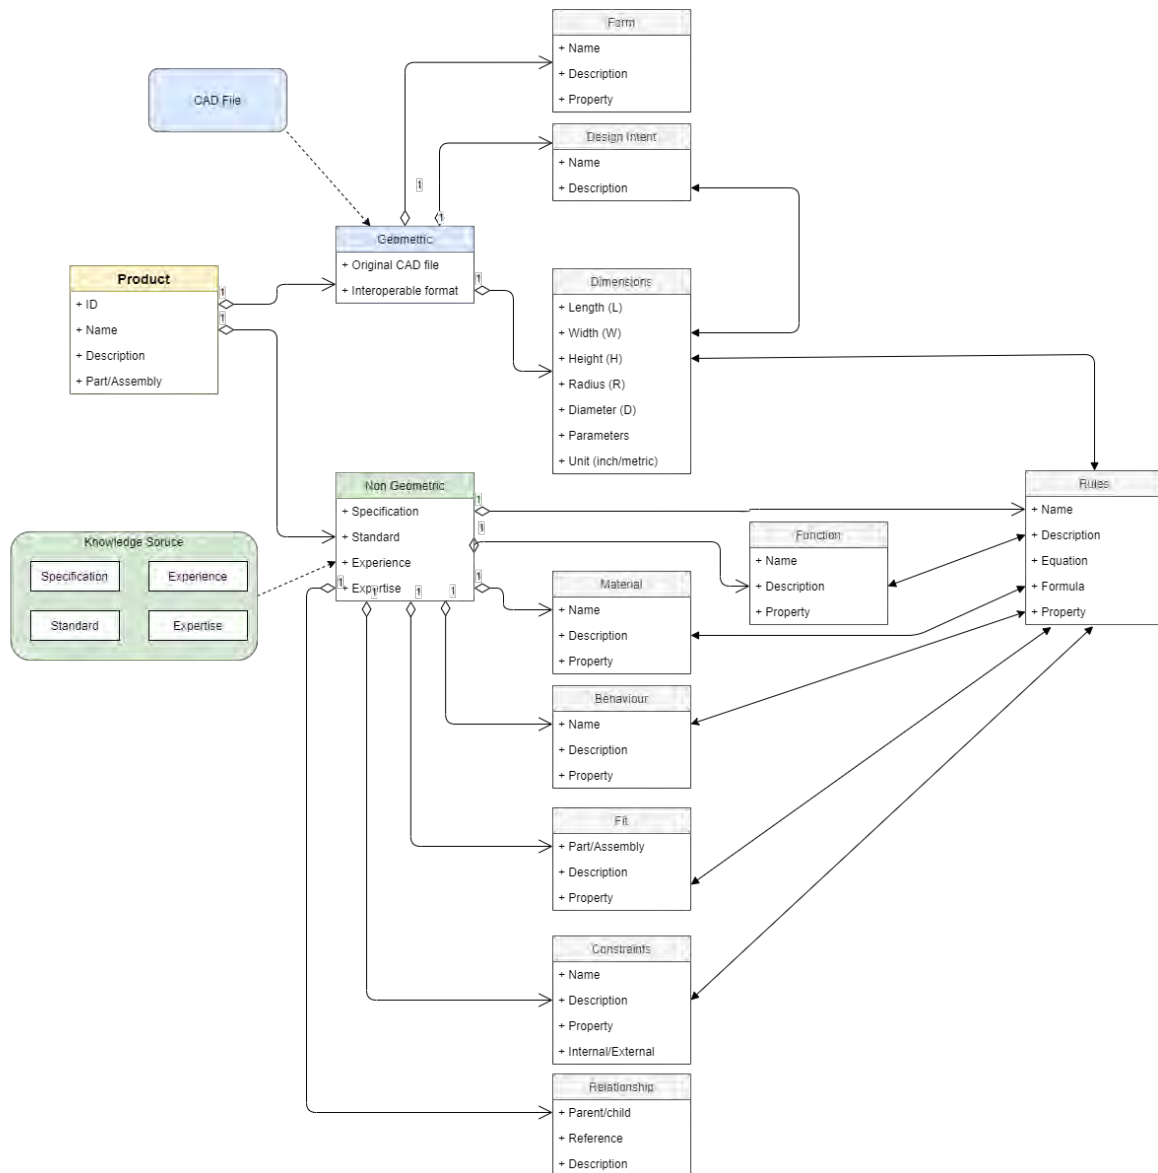 Form
+ Name
+ Description
+ Property
CAD File
Design Intent
+ Name
+ Description
1
1
Geometric
+ Original CAD file
+ Interoperable format
1
Product
+ ID
+ Name
+ Description
+ Part/Assembly
1
1
Dimensions
+ Length (L)
+ Width (W)
+ Height (H)
+ Radius (R)
+ Diameter (D)
+ Parameters
+ Unit (inch/metric)
Non Geometric
+ Specification
+ Standard
+ Experience
+ Expertise
1
1
1
1
1
1
1
Rules
+ Name
+ Description
+ Equation
+ Formula
+ Property
Knowledge Soruce
Specification
Experience
Standard
Expertise
Function
+ Name
+ Description
+ Property
Material
+ Name
+ Description
+ Property
Behaviour
+ Name
+ Description
+ Property
Fit
+ Part/Assembly
+ Description
+ Property
Constraints
+ Name
+ Description
+ Property
+ Internal/External
Relationship
+ Parent/child
+ Reference
+ Description